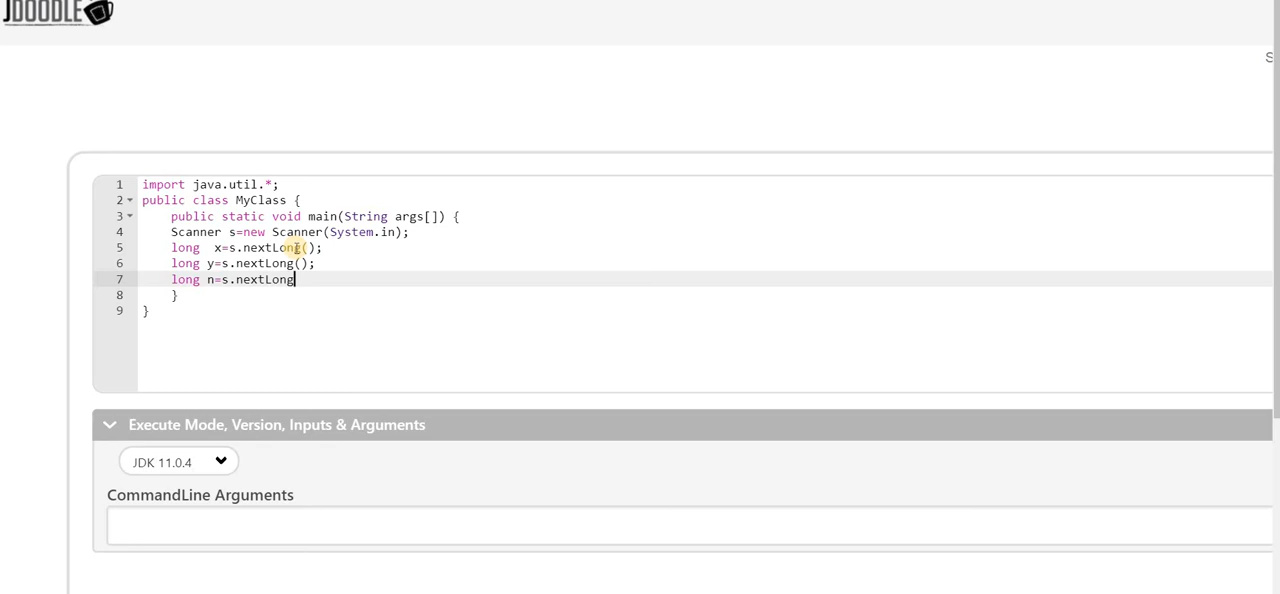 JDOODLE
S
1 import java.util.*;
2 public class MyClass {
3 public static void main(String args[]) {
4 Scanner s=new Scanner(System.in);
5 long  x=s.nextLong();
6 long y=s.nextLong();
7 long n=s.nextLong
8 }
9 }
Execute Mode, Version, Inputs & Arguments
JDK 11.0.4
CommandLine Arguments